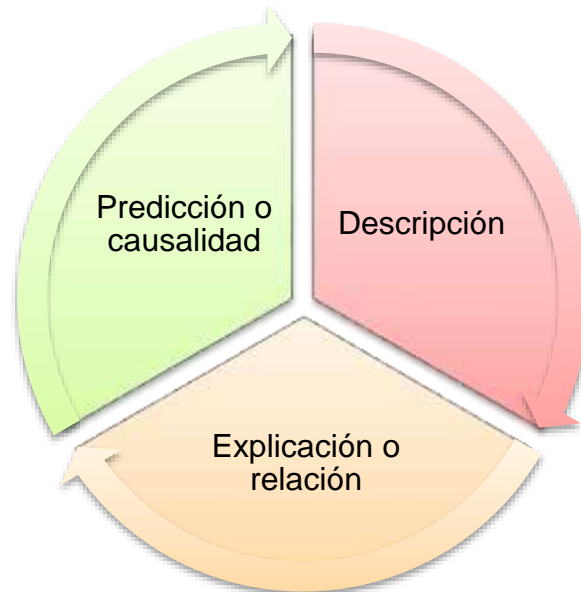 Predicción o
causalidad
Descripción
Explicación o
relación